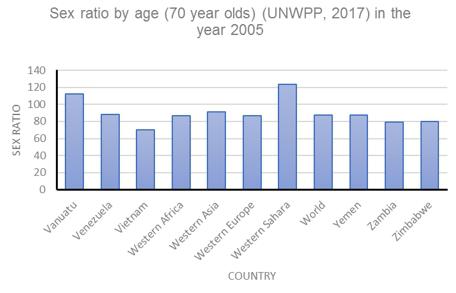 Sex ratio by age (70 year olds) (UNWPP, 2017) in the
year 2005
140
120
100
80
60
40
20
0
SEX RATIO
Vanuatu
Venezuela
Vietnam
Western Africa
Western Asia
Western Europe
Western Sahara
World
Yemen
Zambia
Zimbabwe
COUNTRY